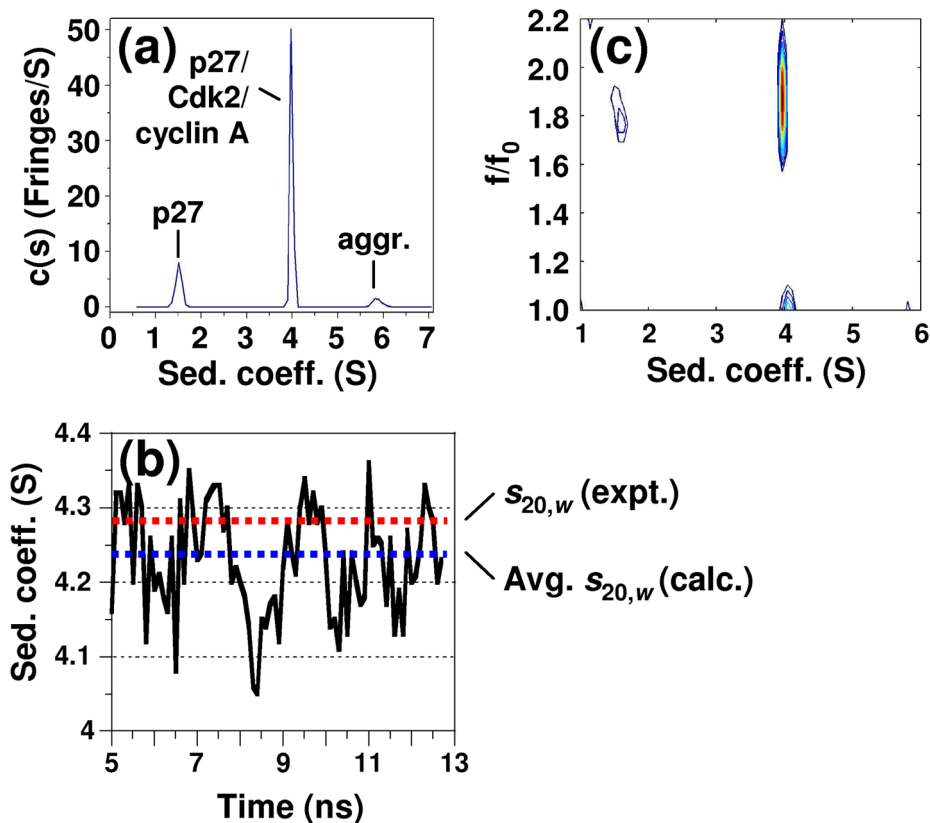 (a)
p27/
Cdk2/
cyclin A
p27
aggr.
c(s) (Fringes/S)
50
40
30
20
10
0
0 1 2 3 4 5 6 7
Sed. coeff. (S)
(c)
f/f0
2.2
2.0
1.8
1.6
1.4
1.2
1.0
1 2 3 4 5 6
Sed. coeff. (S)
(b)
Sed. coeff. (S)
4.4
4.3
4.2
4.1
4
5 7 9 11 13
Time (ns)
s20,w (expt.)
Avg. s20,w (calc.)